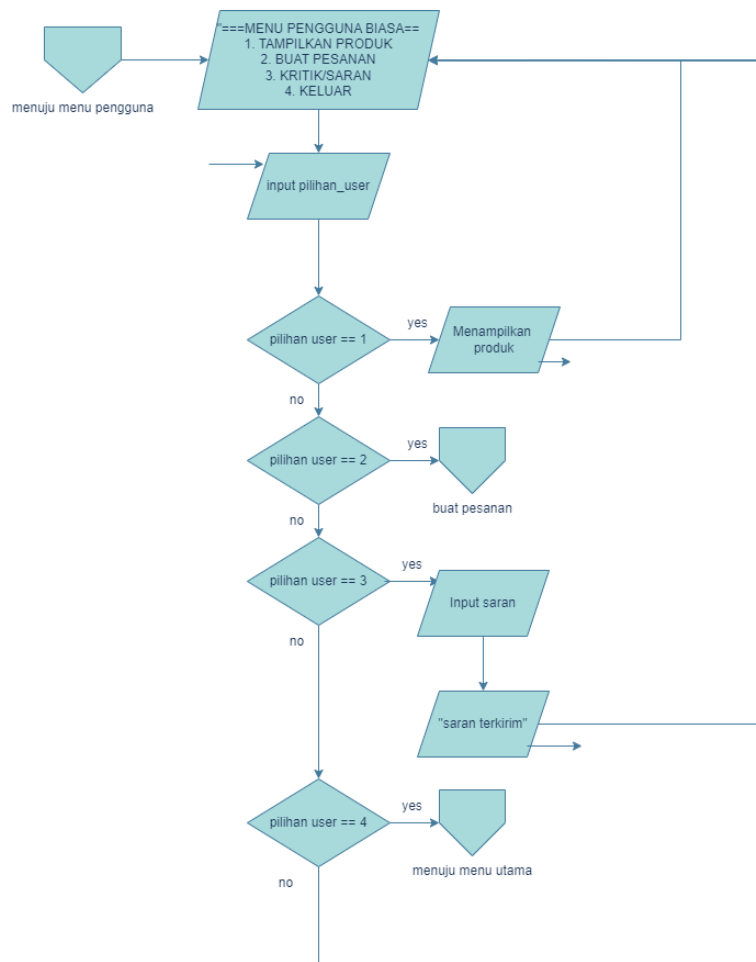 "===MENU PENGGUNA BIASA==
1. TAMPILKAN PRODUK
2. BUAT PESANAN
3. KRITIK/SARAN
4. KELUAR
menuju menu pengguna
input pilihan_user
pilihan user == 1
yes
Menampilkan
produk
no
pilihan user == 2
yes
buat pesanan
no
pilihan user == 3
yes
Input saran
no
"saran terkirim"
pilihan user == 4
yes
menuju menu utama
no